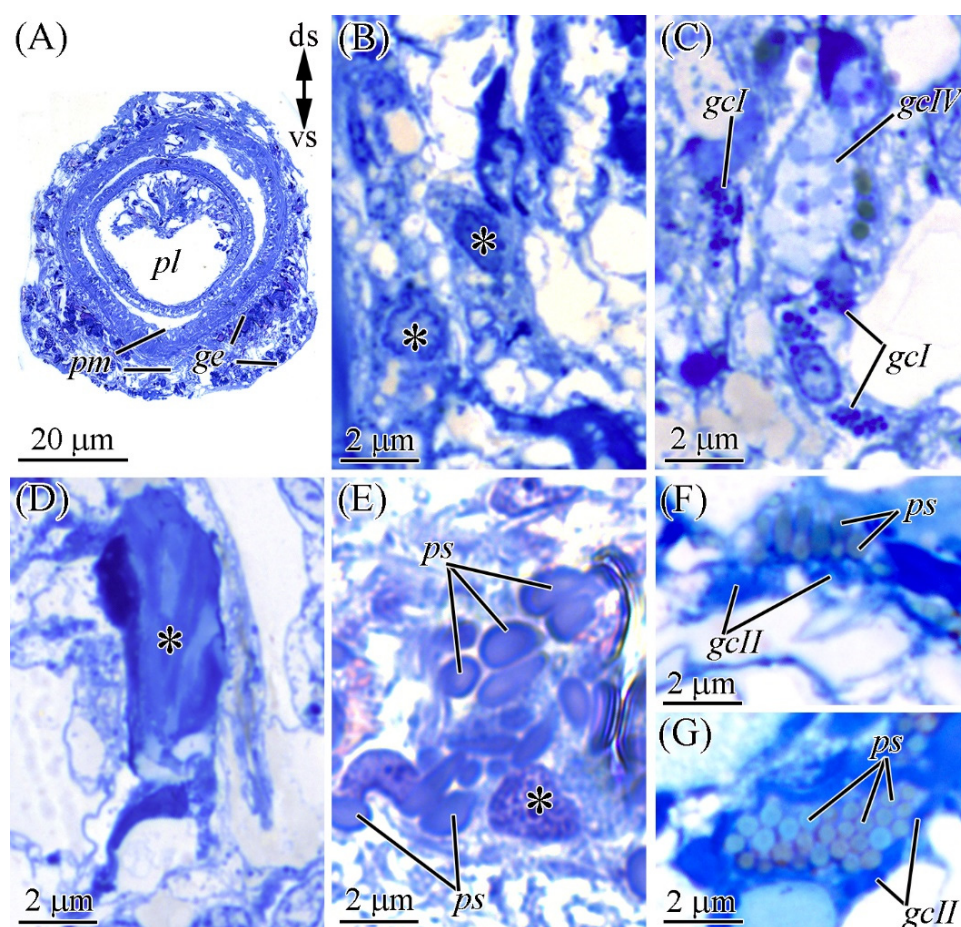 (A)
ds
vs
pl
pm
ge
20 μm
(B)
*
*
2 μm
(C)
gcI
gcIV
gcI
2 μm
(D)
*
2 μm
(E)
ps
*
ps
2 μm
(F)
ps
gcII
2 μm
(G)
ps
gcII
2 μm